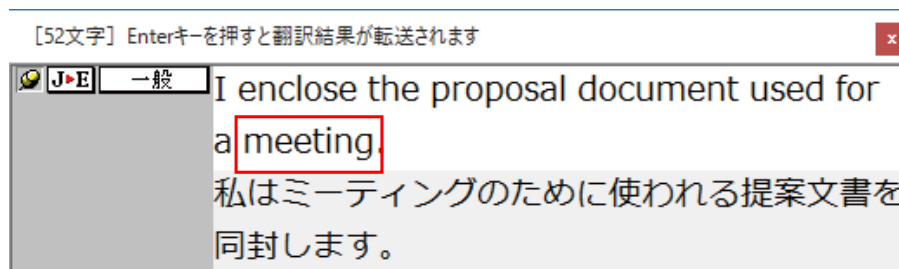 [52文字] Enterキーを押すと翻訳結果が転送されます
x
J▶E 一般
I enclose the proposal document used for
a meeting.
私はミーティングのために使われる提案文書を
同封します。